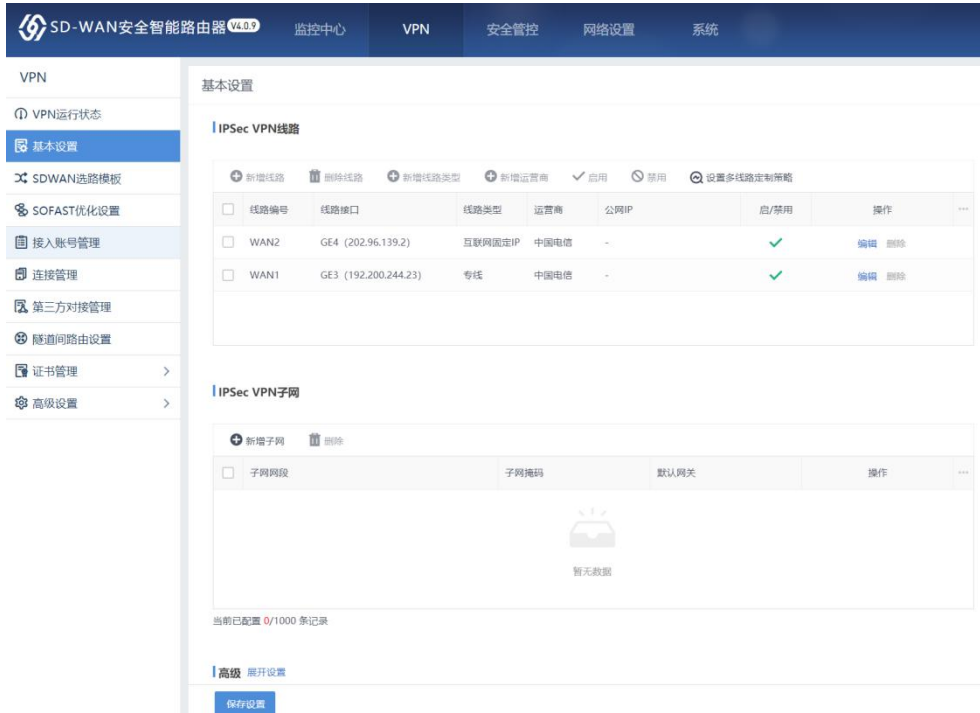 SD-WAN安全智能路由器 V4.0.9 监控中心 VPN 安全管控 网络设置 系统
VPN
VPN运行状态
基本设置
SDWAN选路模板
SOFAST优化设置
接入账号管理
连接管理
第三方对接管理
隧道间路由设置
证书管理
高级设置
基本设置
IPSec VPN线路
新增线路 删除线路 新增线路类型 新增运营商 启用 禁用 设置多线路定制策略
线路编号 线路接口 线路类型 运营商 公网IP 启/禁用 操作
WAN2 GE4 (202.96.139.2) 互联网固定IP 中国电信 - 编辑 删除
WAN1 GE3 (192.200.244.23) 专线 中国电信 - 编辑 删除
IPSec VPN子网
新增子网 删除
子网网段 子网掩码 默认网关 操作
暂无数据
当前已配置 0/1000 条记录
高级 展开设置
保存设置